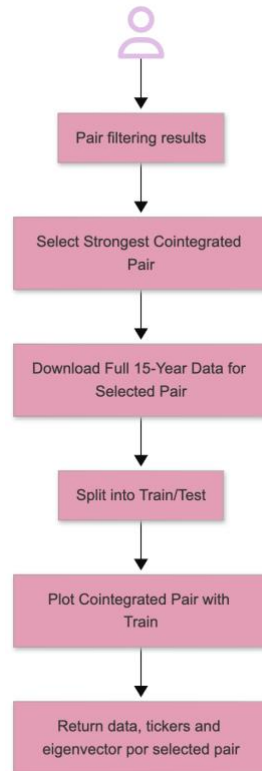 Pair filtering results
Select Strongest Cointegrated
Pair
Download Full 15-Year Data for
Selected Pair
Split into Train/Test
Plot Cointegrated Pair with
Train
Return data, tickers and
eigenvector por selected pair